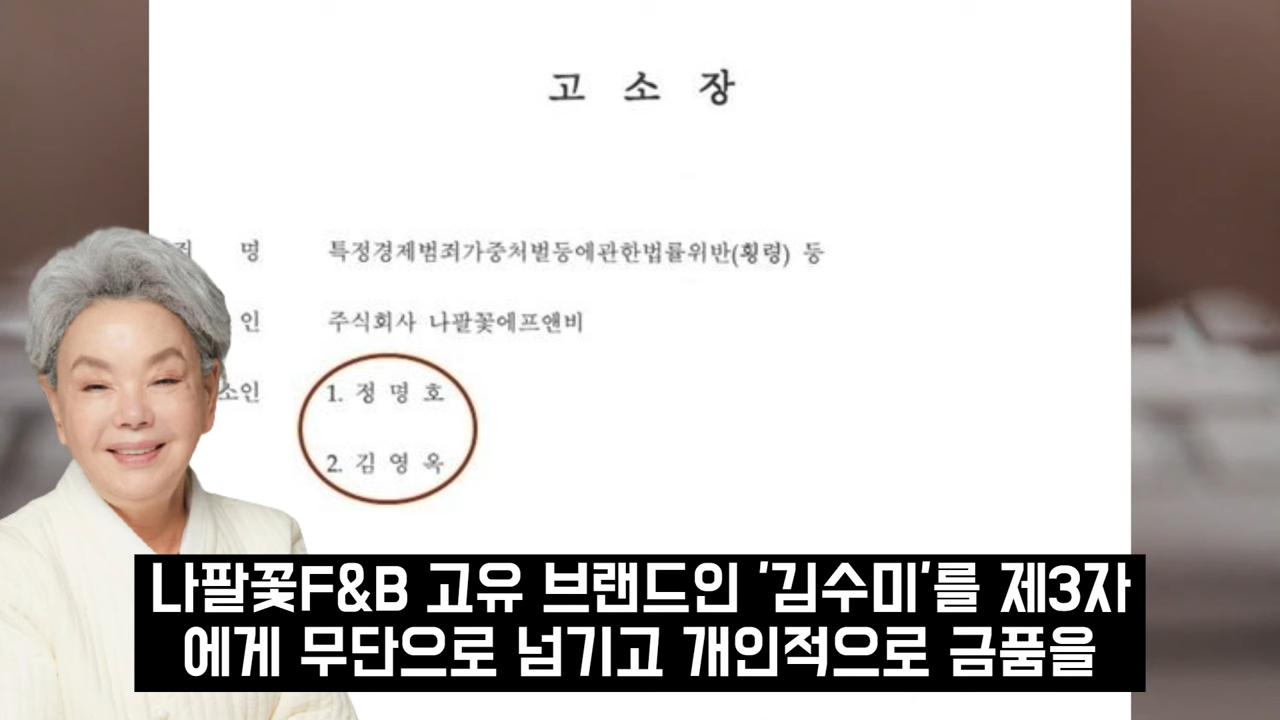 고 소 장
죄 명 특정경제범죄가중처벌등에관한법률위반(횡령) 등
인 주식회사 나팔꽃에프앤비
소인 1. 정 명 호
2. 김 영 옥
나팔꽃F&B 고유 브랜드인 '김수미'를 제3자
에게 무단으로 넘기고 개인적으로 금품을